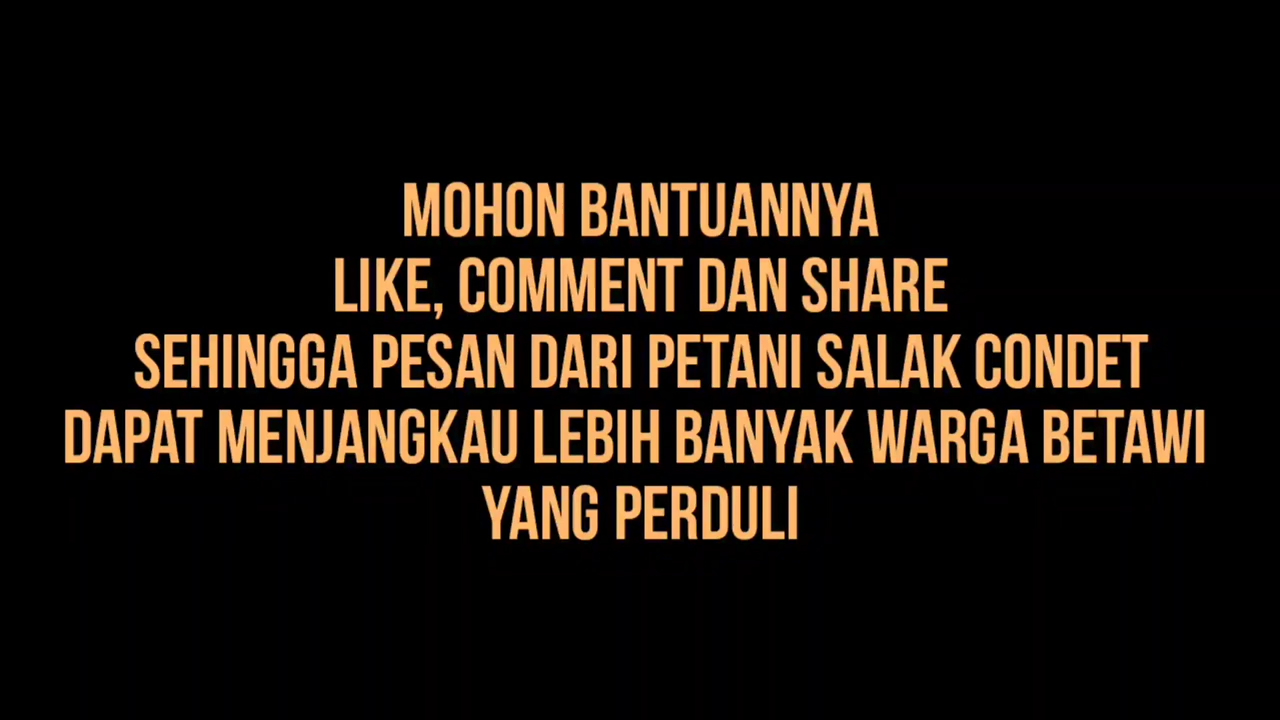 MOHON BANTUANNYA
LIKE, COMMENT DAN SHARE
SEHINGGA PESAN DARI PETANI SALAK CONDET
DAPAT MENJANGKAU LEBIH BANYAK WARGA BETAWI
YANG PERDULI